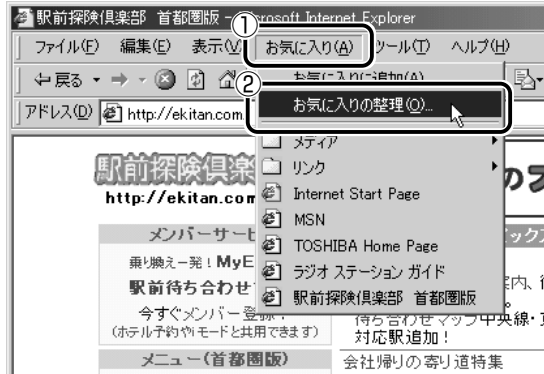 駅前探険倶楽部 首都圏版 - Microsoft Internet Explorer
①
ファイル(F) 編集(E) 表示(V) お気に入り(A) ツール(T) ヘルプ(H)
戻る
お気に入りに追加(A)
②
お気に入りの整理(O)...
アドレス(D) http://ekitan.com
メディア
リンク
Internet Start Page
MSN
TOSHIBA Home Page
ラジオ ステーション ガイド
駅前探険倶楽部 首都圏版
駅前探険倶楽
http://ekitan.com
メンバーサー
乗り換え一発！MyE
駅前待ち合わせ
今すぐメンバー登録！
(ホテル予約やiモードと共用できます)
メニュー(首都圏版)
のス
ックス
案内、
待ち合わせマップ中央線・
対応駅追加！
会社帰りの寄り道特集